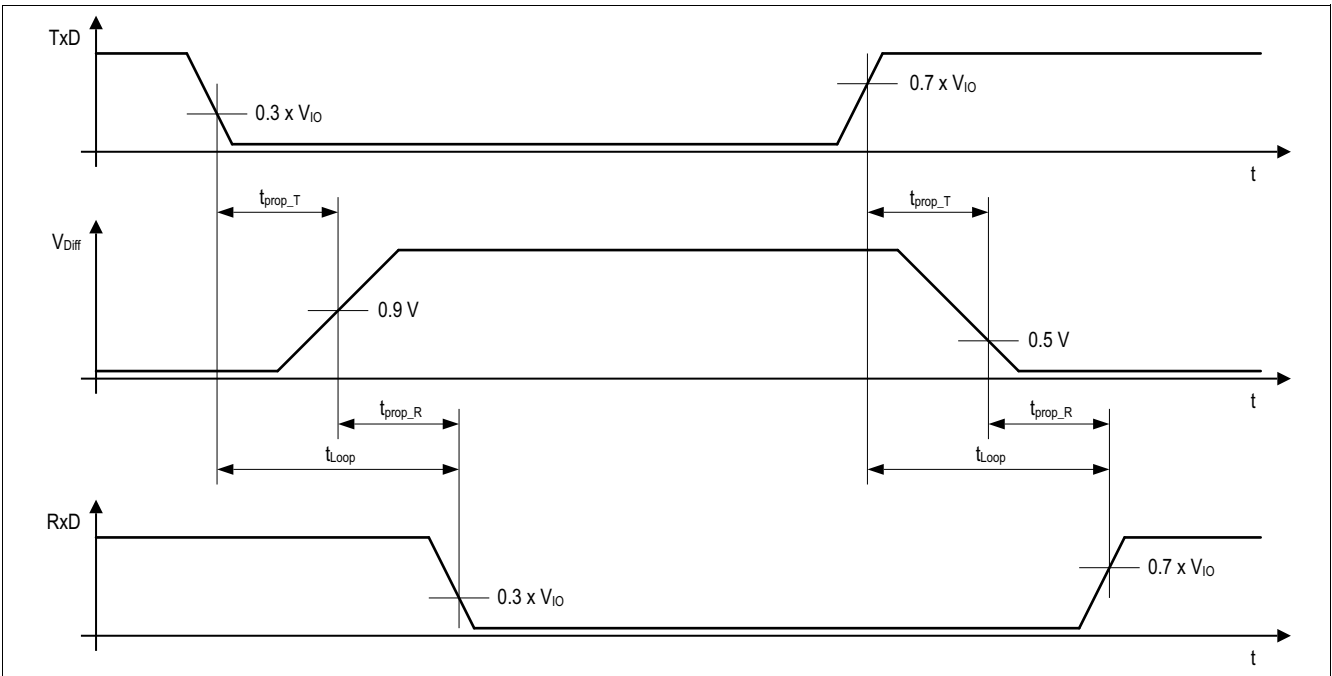 TxD
0.3 x VIO
0.7 x VIO
t
tprop_T
tprop_T
VDiff
0.9 V
0.5 V
t
tprop_R
tprop_R
tLoop
tLoop
RxD
0.3 x VIO
0.7 x VIO
t